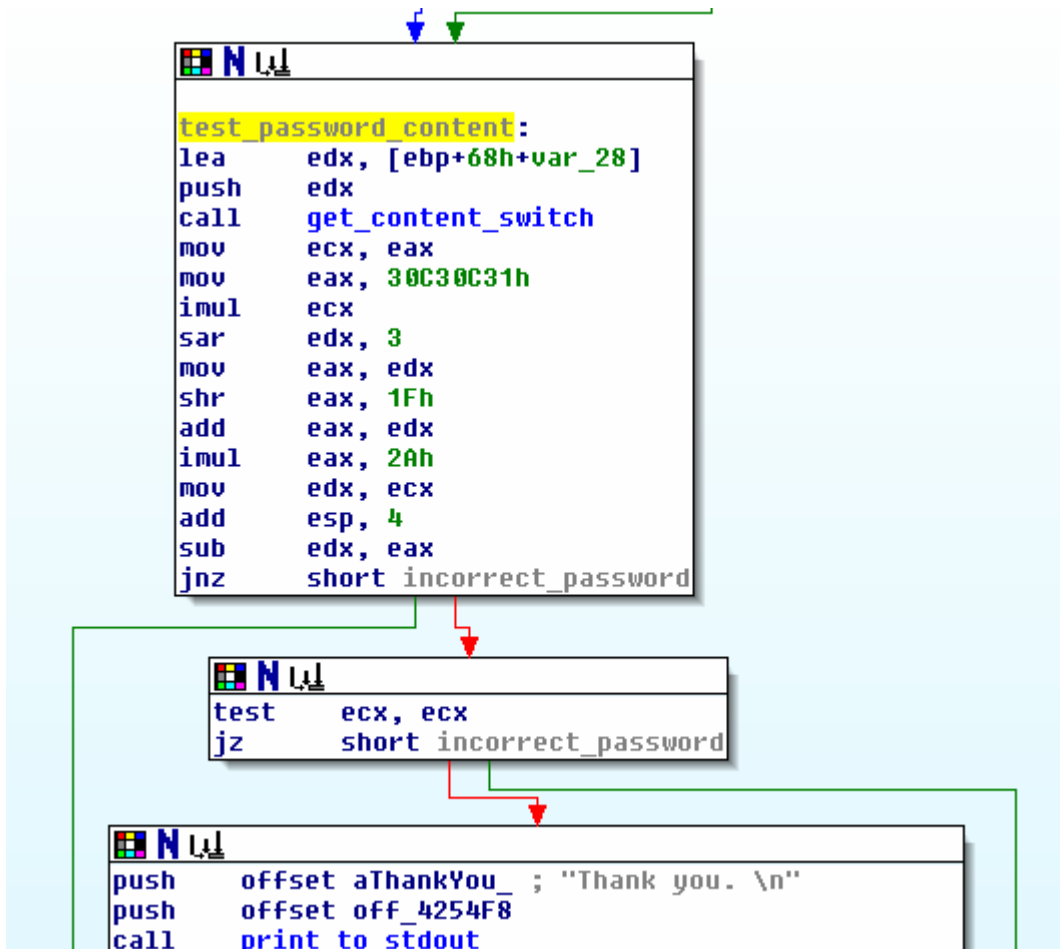 N
test_password_content:
lea edx, [ebp+68h+var_28]
push edx
call get_content_switch
mov ecx, eax
mov eax, 30C30C31h
imul ecx
sar edx, 3
mov eax, edx
shr eax, 1Fh
add eax, edx
imul eax, 2Ah
mov edx, ecx
add esp, 4
sub edx, eax
jnz short incorrect_password
N
test ecx, ecx
jz short incorrect_password
N
push offset aThankYou_ ; "Thank you. \n"
push offset off_4254F8
call print_to_stdout